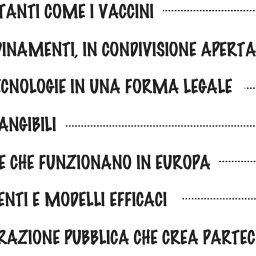 TANTI COME I VACCINI
DINAMENTI, IN CONDIVISIONE APERTA
ECNOLOGIE IN UNA FORMA LEGALE
ANGIBILI
E CHE FUNZIONANO IN EUROPA
ENTI E MODELLI EFFICACI
RAZIONE PUBBLICA CHE CREA PARTEC